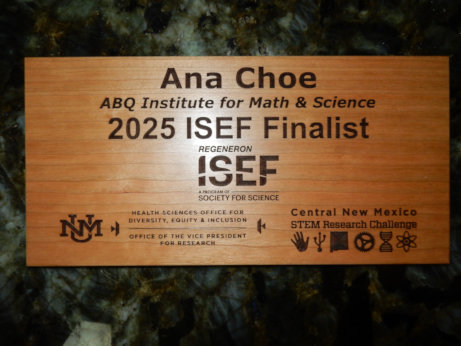 Ana Choe
ABQ Institute for Math & Science
2025 ISEF Finalist
REGENERON
ISEF
A PROGRAM OF
SOCIETY FOR SCIENCE
UNM
HEALTH SCIENCES OFFICE FOR
DIVERSITY, EQUITY & INCLUSION
OFFICE OF THE VICE PRESIDENT
FOR RESEARCH
Central New Mexico
STEM Research Challenge